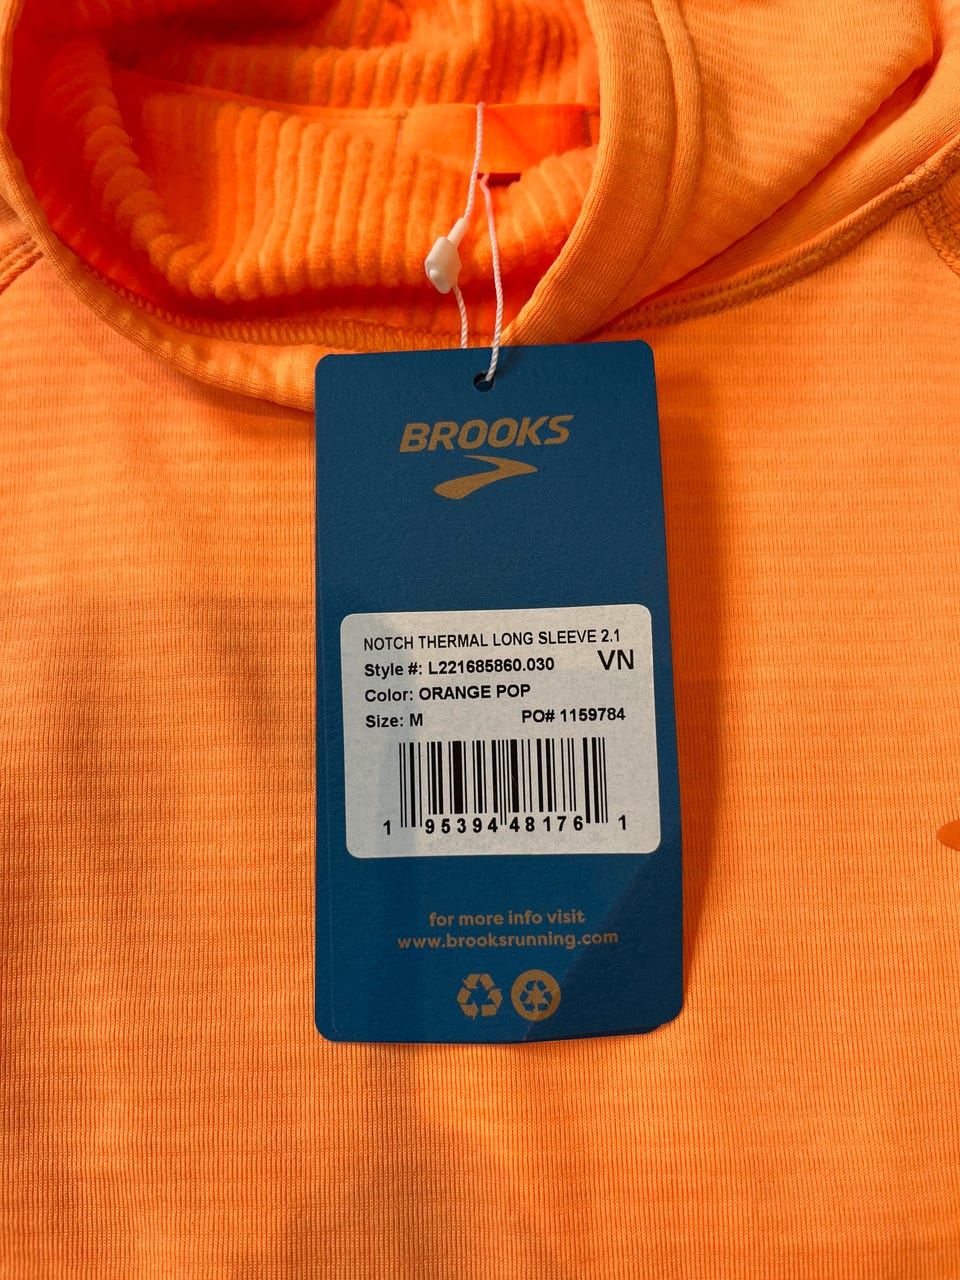 BROOKS
NOTCH THERMAL LONG SLEEVE 2.1
Style #: L221685860.030 VN
Color: ORANGE POP
Size: M PO# 1159784
1 95394 48176 1
for more info visit
www.brooksrunning.com